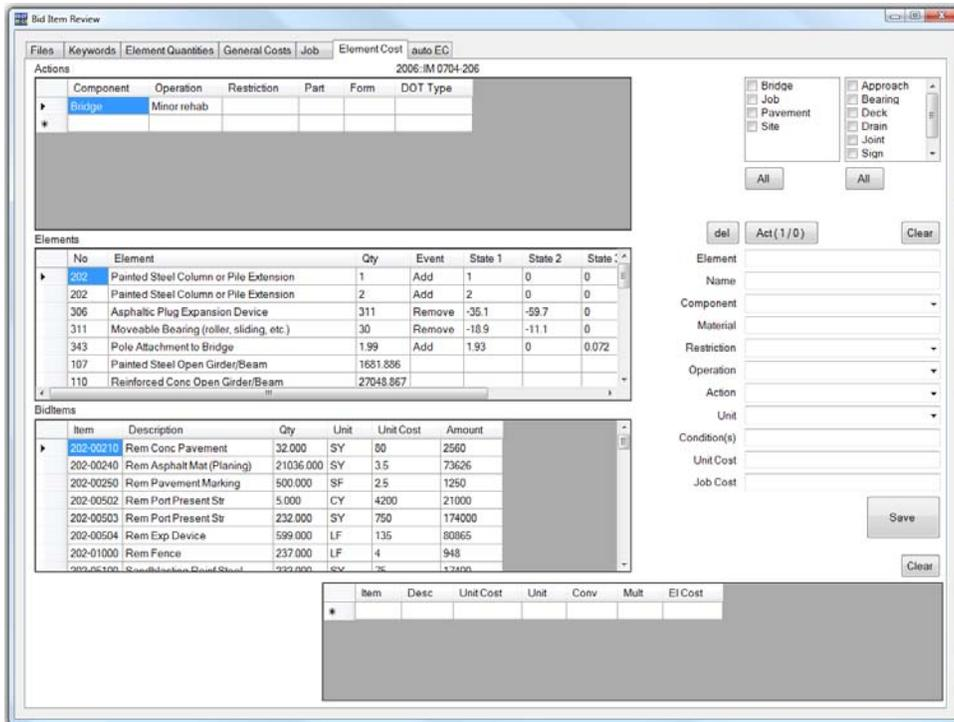 Bid Item Review
Files Keywords Element Quantities General Costs Job Element Cost auto EC
Actions 2006::IM 0704-206
Component Operation Restriction Part Form DOT Type
Bridge Minor rehab
Bridge
Job
Pavement
Site
All
Approach
Bearing
Deck
Drain
Joint
Sign
All
Elements
No Element Qty Event State 1 State 2 State
202 Painted Steel Column or Pile Extension 1 Add 1 0 0
202 Painted Steel Column or Pile Extension 2 Add 2 0 0
306 Asphaltic Plug Expansion Device 311 Remove -35.1 -59.7 0
311 Moveable Bearing (roller, sliding, etc.) 30 Remove -18.9 -11.1 0
343 Pole Attachment to Bridge 1.99 Add 1.93 0 0.072
107 Painted Steel Open Girder/Beam 1681.886
110 Reinforced Conc Open Girder/Beam 27048.867
BidItems
Item Description Qty Unit Unit Cost Amount
202-00210 Rem Conc Pavement 32.000 SY 80 2560
202-00240 Rem Asphalt Mat (Planing) 21036.000 SY 3.5 73626
202-00250 Rem Pavement Marking 500.000 SF 2.5 1250
202-00502 Rem Port Present Str 5.000 CY 4200 21000
202-00503 Rem Port Present Str 232.000 SY 750 174000
202-00504 Rem Exp Device 599.000 LF 135 80865
202-01000 Rem Fence 237.000 LF 4 948
202-05100 Sandblasting Reinf Steel 232.000 SY 75 17400
del Act ( 1 / 0 ) Clear
Element
Name
Component
Material
Restriction
Operation
Action
Unit
Condition(s)
Unit Cost
Job Cost
Save
Clear
Item Desc Unit Cost Unit Conv Mult El Cost